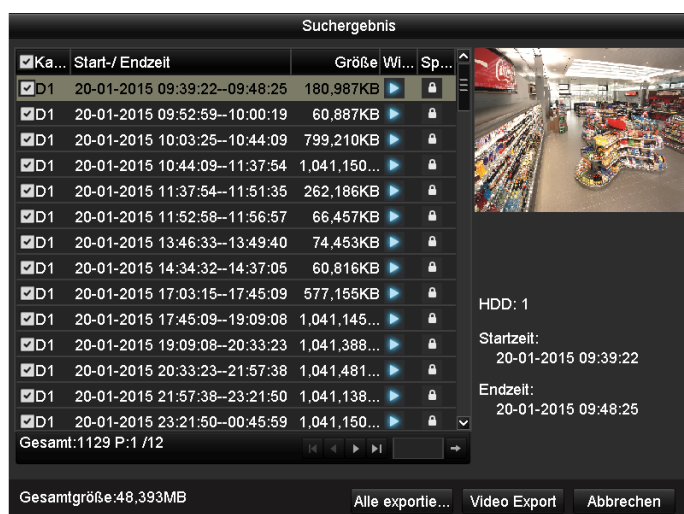 Suchergebnis
Ka... Start-/ Endzeit Größe Wi... Sp...
D1 20-01-2015 09:39:22--09:48:25 180,987KB
D1 20-01-2015 09:52:59--10:00:19 60,887KB
D1 20-01-2015 10:03:25--10:44:09 799,210KB
D1 20-01-2015 10:44:09--11:37:54 1,041,150...
D1 20-01-2015 11:37:54--11:51:35 262,186KB
D1 20-01-2015 11:52:58--11:56:57 66,457KB
D1 20-01-2015 13:46:33--13:49:40 74,453KB
D1 20-01-2015 14:34:32--14:37:05 60,816KB
D1 20-01-2015 17:03:15--17:45:09 577,155KB
D1 20-01-2015 17:45:09--19:09:08 1,041,145...
D1 20-01-2015 19:09:08--20:33:23 1,041,388...
D1 20-01-2015 20:33:23--21:57:38 1,041,481...
D1 20-01-2015 21:57:38--23:21:50 1,041,138...
D1 20-01-2015 23:21:50--00:45:59 1,041,150...
Gesamt:1129 P:1 /12
HDD: 1
Startzeit:
20-01-2015 09:39:22
Endzeit:
20-01-2015 09:48:25
Gesamtgröße:48,393MB
Alle exportie... Video Export Abbrechen